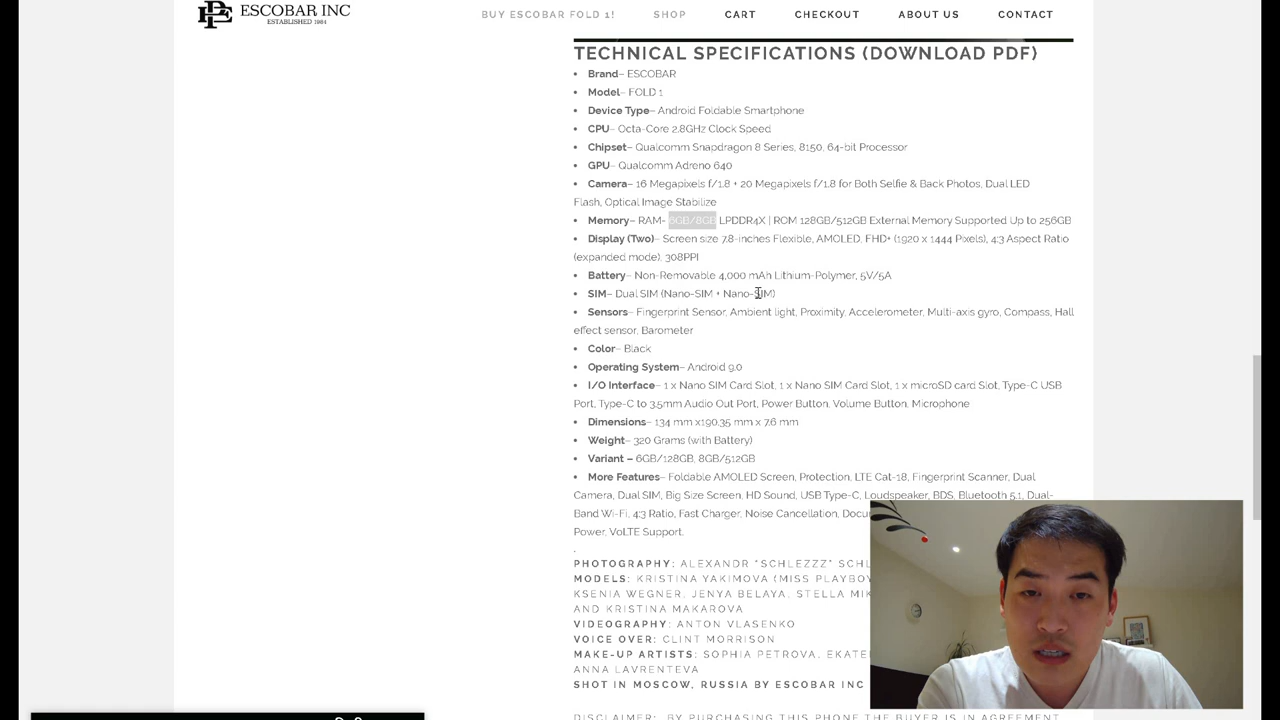 ESCOBAR INC
ESTABLISHED 1984
BUY ESCOBAR FOLD 1! SHOP CART CHECKOUT ABOUT US CONTACT
TECHNICAL SPECIFICATIONS (DOWNLOAD PDF)
• Brand– ESCOBAR
• Model– FOLD 1
• Device Type– Android Foldable Smartphone
• CPU– Octa-Core 2.8GHz Clock Speed
• Chipset– Qualcomm Snapdragon 8 Series, 8150, 64-bit Processor
• GPU– Qualcomm Adreno 640
• Camera– 16 Megapixels f/1.8 + 20 Megapixels f/1.8 for Both Selfie & Back Photos, Dual LED
Flash, Optical Image Stabilize
• Memory– RAM- 6GB/8GB LPDDR4X | ROM 128GB/512GB External Memory Supported Up to 256GB
• Display (Two)– Screen size 7.8-inches Flexible, AMOLED, FHD+ (1920 x 1444 Pixels), 4:3 Aspect Ratio
(expanded mode), 308PPI
• Battery– Non-Removable 4,000 mAh Lithium-Polymer, 5V/5A
• SIM– Dual SIM (Nano-SIM + Nano-SIM)
• Sensors– Fingerprint Sensor, Ambient light, Proximity, Accelerometer, Multi-axis gyro, Compass, Hall
effect sensor, Barometer
• Color– Black
• Operating System– Android 9.0
• I/O Interface– 1 x Nano SIM Card Slot, 1 x Nano SIM Card Slot, 1 x microSD card Slot, Type-C USB
Port, Type-C to 3.5mm Audio Out Port, Power Button, Volume Button, Microphone
• Dimensions– 134 mm x190.35 mm x 7.6 mm
• Weight– 320 Grams (with Battery)
• Variant – 6GB/128GB, 8GB/512GB
• More Features– Foldable AMOLED Screen, Protection, LTE Cat-18, Fingerprint Scanner, Dual
Camera, Dual SIM, Big Size Screen, HD Sound, USB Type-C, Loudspeaker, BDS, Bluetooth 5.1, Dual-
Band Wi-Fi, 4:3 Ratio, Fast Charger, Noise Cancellation,
Power, VoLTE Support.
.
PHOTOGRAPHY: ALEXANDR "SCHLEZZZ"
MODELS: KRISTINA YAKIMOVA (MISS
KSENIA WEGNER, JENYA BELAYA, STELLA
AND KRISTINA MAKAROVA
VIDEOGRAPHY: ANTON VLASENKO
VOICE OVER: CLINT MORRISON
MAKE-UP ARTISTS: SOPHIA PETROVA,
ANNA LAVRENTEVA
SHOT IN MOSCOW, RUSSIA BY ESCOBAR INC
DISCLAIMER: BY PURCHASING THIS PHONE THE BUYER IS IN AGREEMENT